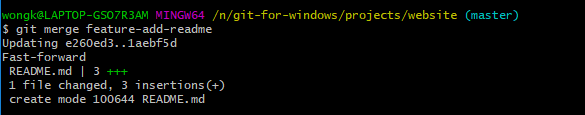 wongk@LAPTOP-GSO7R3AM MINGW64 /n/git-for-windows/projects/website (master)
$ git merge feature-add-readme
Updating e260ed3..1aebf5d
Fast-forward
 README.md | 3 +++
 1 file changed, 3 insertions(+)
 create mode 100644 README.md